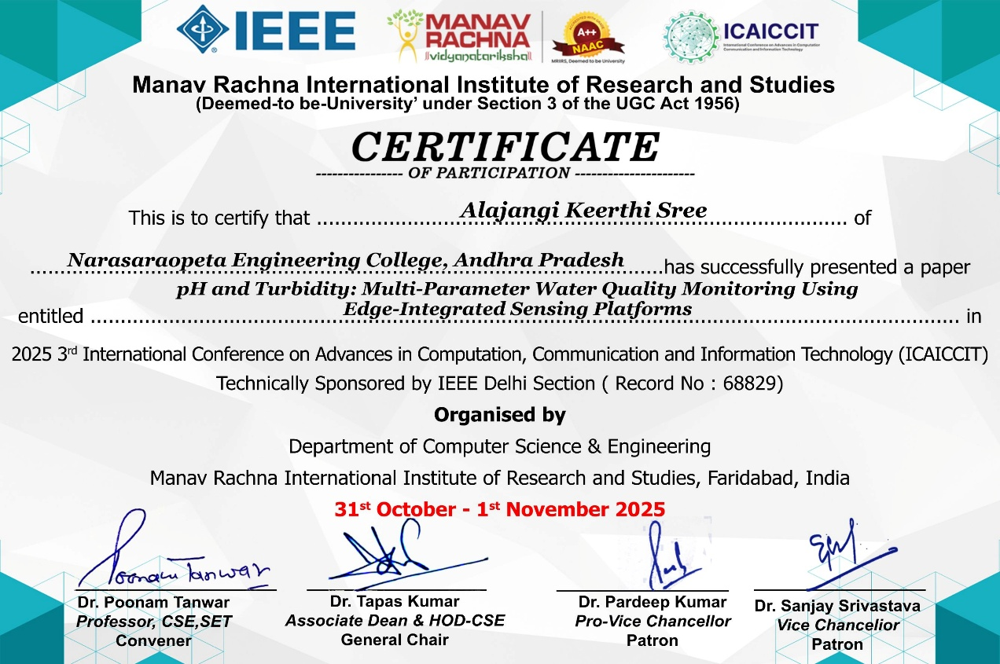 IEEE
MANAV
RACHNA
vidyanatariksha
ACCREDITED WITH GRADE
A++
NAAC
MRIIRS, Deemed to be University
ICAICCIT
International Conference on Advances in Computation,
Communication and Information Technology
Manav Rachna International Institute of Research and Studies
(Deemed-to be-University’ under Section 3 of the UGC Act 1956)
CERTIFICATE
---------------- OF PARTICIPATION ----------------------
This is to certify that ........ Alajangi Keerthi Sree ........ of
Narasaraopeta Engineering College, Andhra Pradesh has successfully presented a paper
pH and Turbidity: Multi-Parameter Water Quality Monitoring Using
entitled ........ Edge-Integrated Sensing Platforms ........ in
2025 3rd International Conference on Advances in Computation, Communication and Information Technology (ICAICCIT)
Technically Sponsored by IEEE Delhi Section ( Record No : 68829)
Organised by
Department of Computer Science & Engineering
Manav Rachna International Institute of Research and Studies, Faridabad, India
31st October - 1st November 2025
Poonam Tanwar
Dr. Poonam Tanwar
Professor, CSE,SET
Convener
Dr. Tapas Kumar
Associate Dean & HOD-CSE
General Chair
Dr. Pardeep Kumar
Pro-Vice Chancellor
Patron
Dr. Sanjay Srivastava
Vice Chancelior
Patron